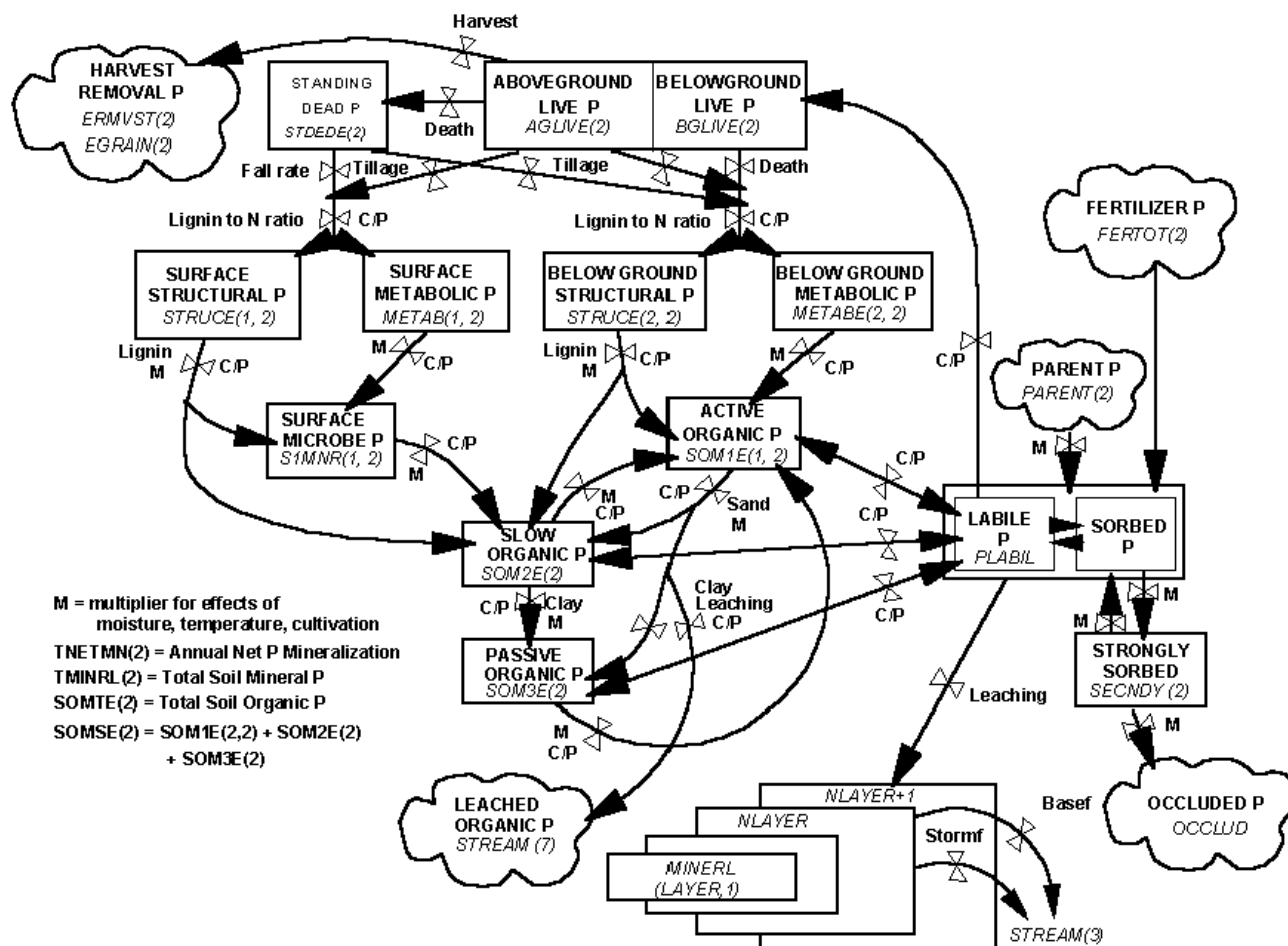 Harvest
HARVEST
REMOVAL P
ERMVST(2)
EGRAIN(2)
STANDING
DEAD P
STDEDE(2)
Death
ABOVEGROUND
LIVE P
AGLIVE(2)
BELOWGROUND
LIVE P
BGLIVE(2)
Fall rate
Tillage
Tillage
Death
Lignin to N ratio
C/P
Lignin to N ratio
C/P
FERTILIZER P
FERTOT(2)
SURFACE
STRUCTURAL P
STRUCE(1, 2)
SURFACE
METABOLIC P
METAB(1, 2)
BELOW GROUND
STRUCTURAL P
STRUCE(2, 2)
BELOW GROUND
METABOLIC P
METABE(2, 2)
Lignin
M
C/P
M
C/P
Lignin
M
C/P
M
C/P
C/P
PARENT P
PARENT(2)
M
SURFACE
MICROBE P
S1MNR(1, 2)
C/P
M
ACTIVE
ORGANIC P
SOM1E(1, 2)
M
C/P
C/P
Sand
M
C/P
C/P
SLOW
ORGANIC P
SOM2E(2)
C/P
C/P
LABILE
P
PLABIL
SORBED
P
C/P
Clay
M
Clay
Leaching
C/P
M
M
PASSIVE
ORGANIC P
SOM3E(2)
M
C/P
STRONGLY
SORBED
SECNDY (2)
M
Leaching
M = multiplier for effects of
moisture, temperature, cultivation
TNETMN(2) = Annual Net P Mineralization
TMINRL(2) = Total Soil Mineral P
SOMTE(2) = Total Soil Organic P
SOMSE(2) = SOM1E(2,2) + SOM2E(2)
+ SOM3E(2)
LEACHED
ORGANIC P
STREAM (7)
NLAYER+1
NLAYER
MINERL
(LAYER,1)
Stormf
Basef
STREAM(3)
OCCLUDED P
OCCLUD